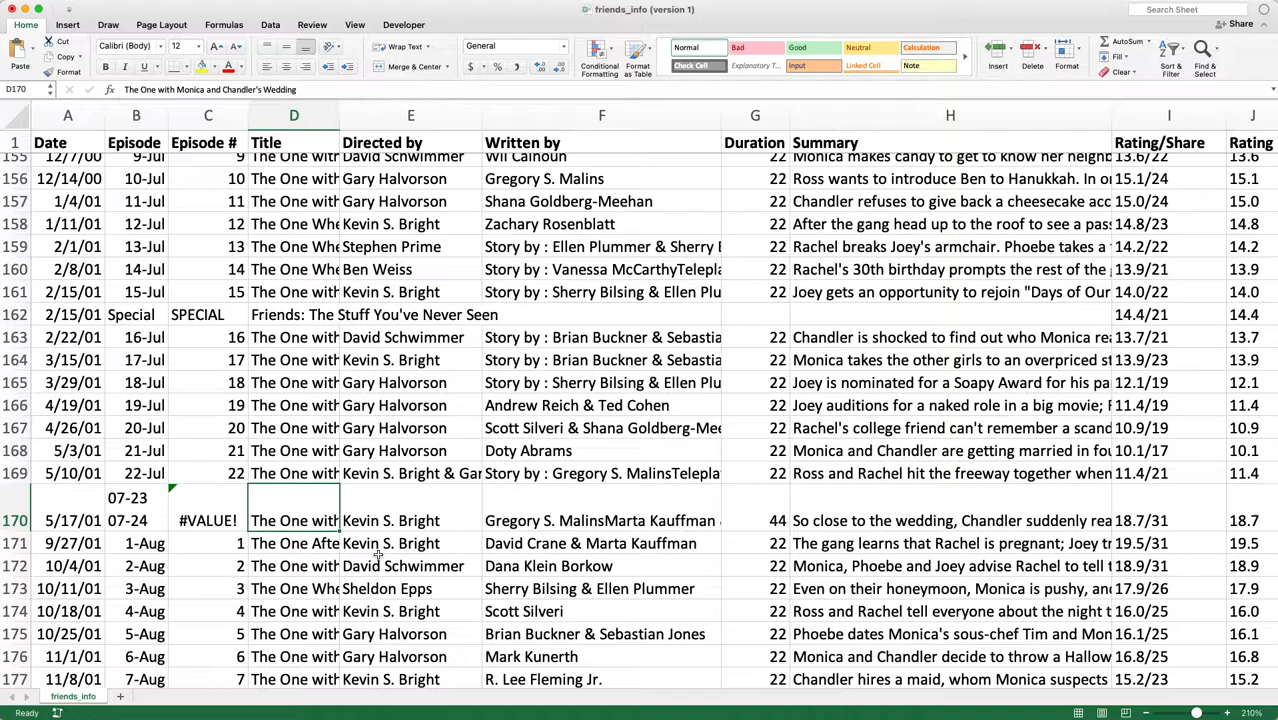 friends_info (version 1)
Search Sheet
Home Insert Draw Page Layout Formulas Data Review View Developer
Share
Paste
Cut
Copy
Format
Calibri (Body) 12
B I U
Wrap Text
Merge & Center
General
$ % )
Conditional Formatting
Format as Table
Normal Bad Good Neutral Calculation
Check Cell Explanatory T... Input Linked Cell Note
Insert Delete Format
AutoSum
Fill
Clear
Sort & Filter
Find & Select
D170 fx The One with Monica and Chandler's Wedding
A B C D E F G H I J
1 Date Episode Episode # Title Directed by Written by Duration Summary Rating/Share Rating
155 12/7/00 9-Jul 9 The One with David Schwimmer Wil Calhoun 22 Monica makes candy to get to know her neighb 13.6/22 13.6
156 12/14/00 10-Jul 10 The One with Gary Halvorson Gregory S. Malins 22 Ross wants to introduce Ben to Hanukkah. In or 15.1/24 15.1
157 1/4/01 11-Jul 11 The One with Gary Halvorson Shana Goldberg-Meehan 22 Chandler refuses to give back a cheesecake acc 15.0/24 15.0
158 1/11/01 12-Jul 12 The One Whe Kevin S. Bright Zachary Rosenblatt 22 After the gang head up to the roof to see a pas 14.8/23 14.8
159 2/1/01 13-Jul 13 The One Whe Stephen Prime Story by : Ellen Plummer & Sherry B 22 Rachel breaks Joey's armchair. Phoebe takes a 14.2/22 14.2
160 2/8/01 14-Jul 14 The One Whe Ben Weiss Story by : Vanessa McCarthyTelepla 22 Rachel's 30th birthday prompts the rest of the 13.9/21 13.9
161 2/15/01 15-Jul 15 The One with Kevin S. Bright Story by : Sherry Bilsing & Ellen Plu 22 Joey gets an opportunity to rejoin "Days of Our 14.0/22 14.0
162 2/15/01 Special SPECIAL Friends: The Stuff You've Never Seen 14.4/21 14.4
163 2/22/01 16-Jul 16 The One with David Schwimmer Story by : Brian Buckner & Sebastia 22 Chandler is shocked to find out who Monica rea 13.7/21 13.7
164 3/15/01 17-Jul 17 The One with Kevin S. Bright Story by : Brian Buckner & Sebastia 22 Monica takes the other girls to an overpriced st 13.9/23 13.9
165 3/29/01 18-Jul 18 The One with Gary Halvorson Story by : Sherry Bilsing & Ellen Plu 22 Joey is nominated for a Soapy Award for his pa 12.1/19 12.1
166 4/19/01 19-Jul 19 The One with Gary Halvorson Andrew Reich & Ted Cohen 22 Joey auditions for a naked role in a big movie; F 11.4/19 11.4
167 4/26/01 20-Jul 20 The One with Gary Halvorson Scott Silveri & Shana Goldberg-Mee 22 Rachel's college friend can't remember a scand 10.9/19 10.9
168 5/3/01 21-Jul 21 The One with Gary Halvorson Doty Abrams 22 Monica and Chandler are getting married in fou 10.1/17 10.1
169 5/10/01 22-Jul 22 The One with Kevin S. Bright & Gar Story by : Gregory S. MalinsTelepla 22 Ross and Rachel hit the freeway together when 11.4/21 11.4
07-23
170 5/17/01 07-24 #VALUE! The One with Kevin S. Bright Gregory S. MalinsMarta Kauffman 44 So close to the wedding, Chandler suddenly rea 18.7/31 18.7
171 9/27/01 1-Aug 1 The One Afte Kevin S. Bright David Crane & Marta Kauffman 22 The gang learns that Rachel is pregnant; Joey tr 19.5/31 19.5
172 10/4/01 2-Aug 2 The One with David Schwimmer Dana Klein Borkow 22 Monica, Phoebe and Joey advise Rachel to tell 18.9/31 18.9
173 10/11/01 3-Aug 3 The One Whe Sheldon Epps Sherry Bilsing & Ellen Plummer 22 Even on their honeymoon, Monica is pushy, and 17.9/26 17.9
174 10/18/01 4-Aug 4 The One with Kevin S. Bright Scott Silveri 22 Ross and Rachel tell everyone about the night t 16.0/25 16.0
175 10/25/01 5-Aug 5 The One with Gary Halvorson Brian Buckner & Sebastian Jones 22 Phoebe dates Monica's sous-chef Tim and Mon 16.1/25 16.1
176 11/1/01 6-Aug 6 The One with Gary Halvorson Mark Kunerth 22 Monica and Chandler decide to throw a Hallow 16.8/25 16.8
177 11/8/01 7-Aug 7 The One with Kevin S. Bright R. Lee Fleming Jr. 22 Chandler hires a maid, whom Monica suspects 15.2/23 15.2
friends_info +
Ready 210%